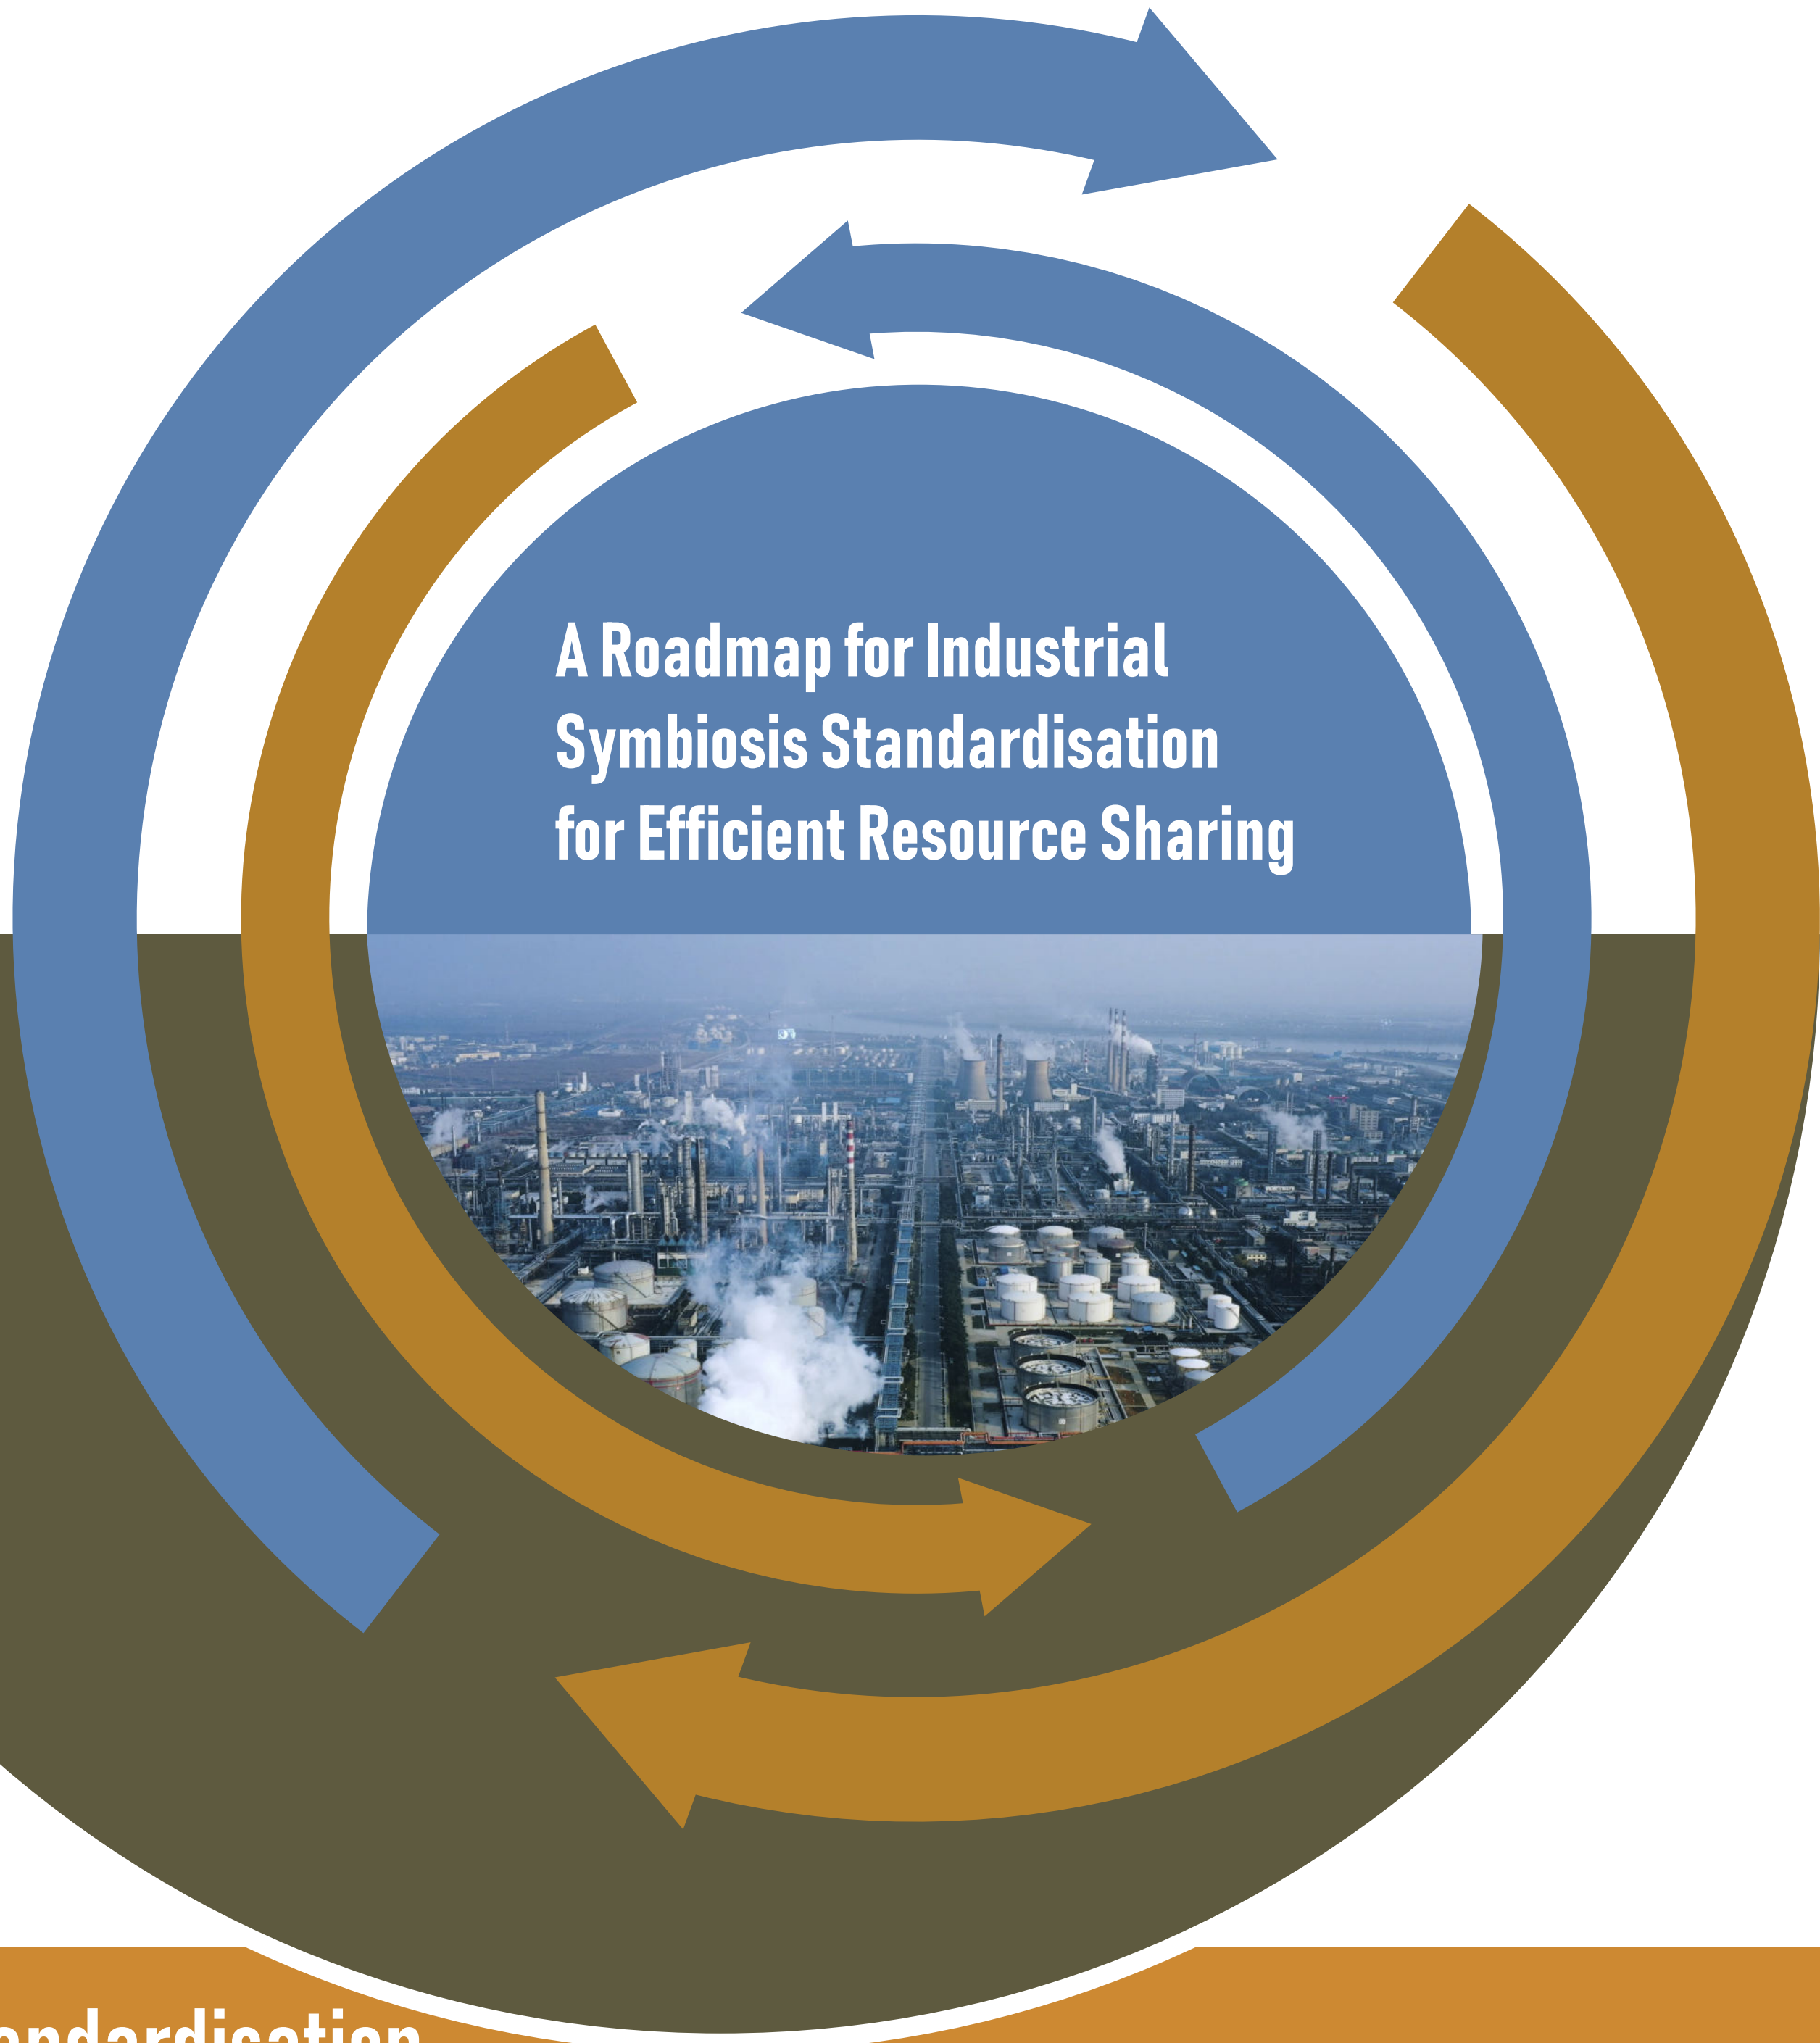 A Roadmap for Industrial
Symbiosis Standardisation
for Efficient Resource Sharing